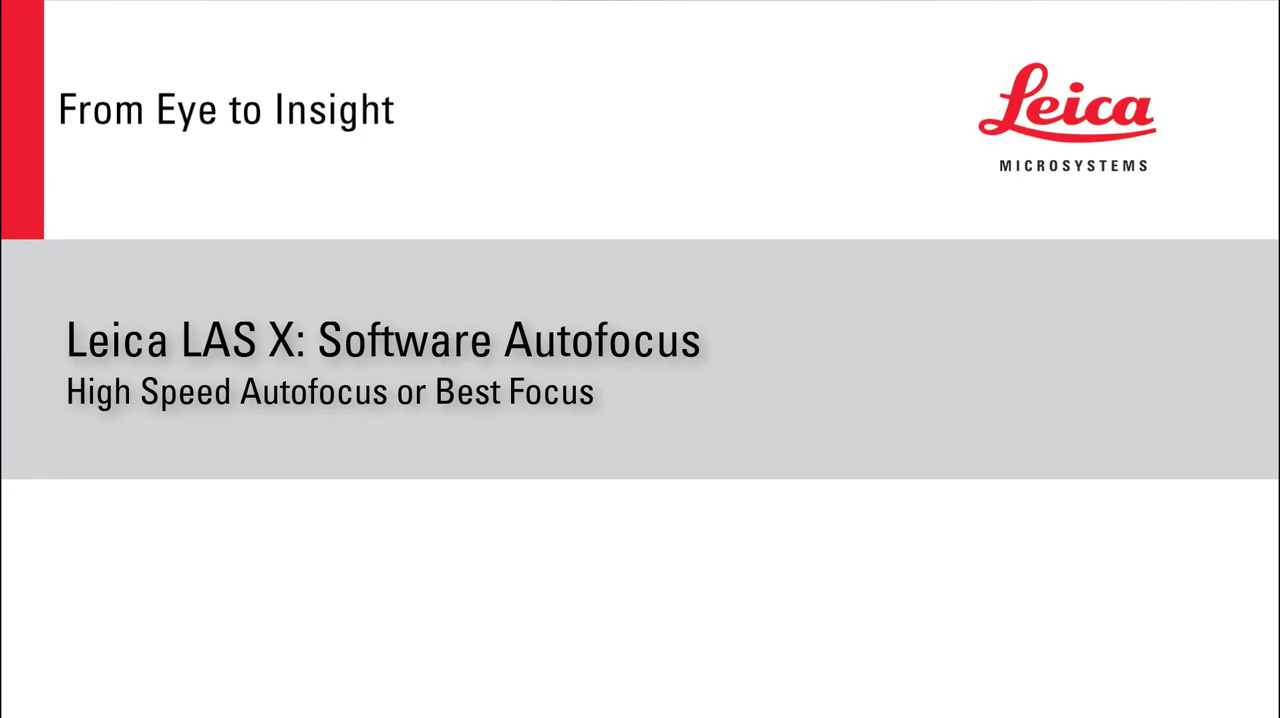 From Eye to Insight
Leica
MICROSYSTEMS
Leica LAS X: Software Autofocus
High Speed Autofocus or Best Focus